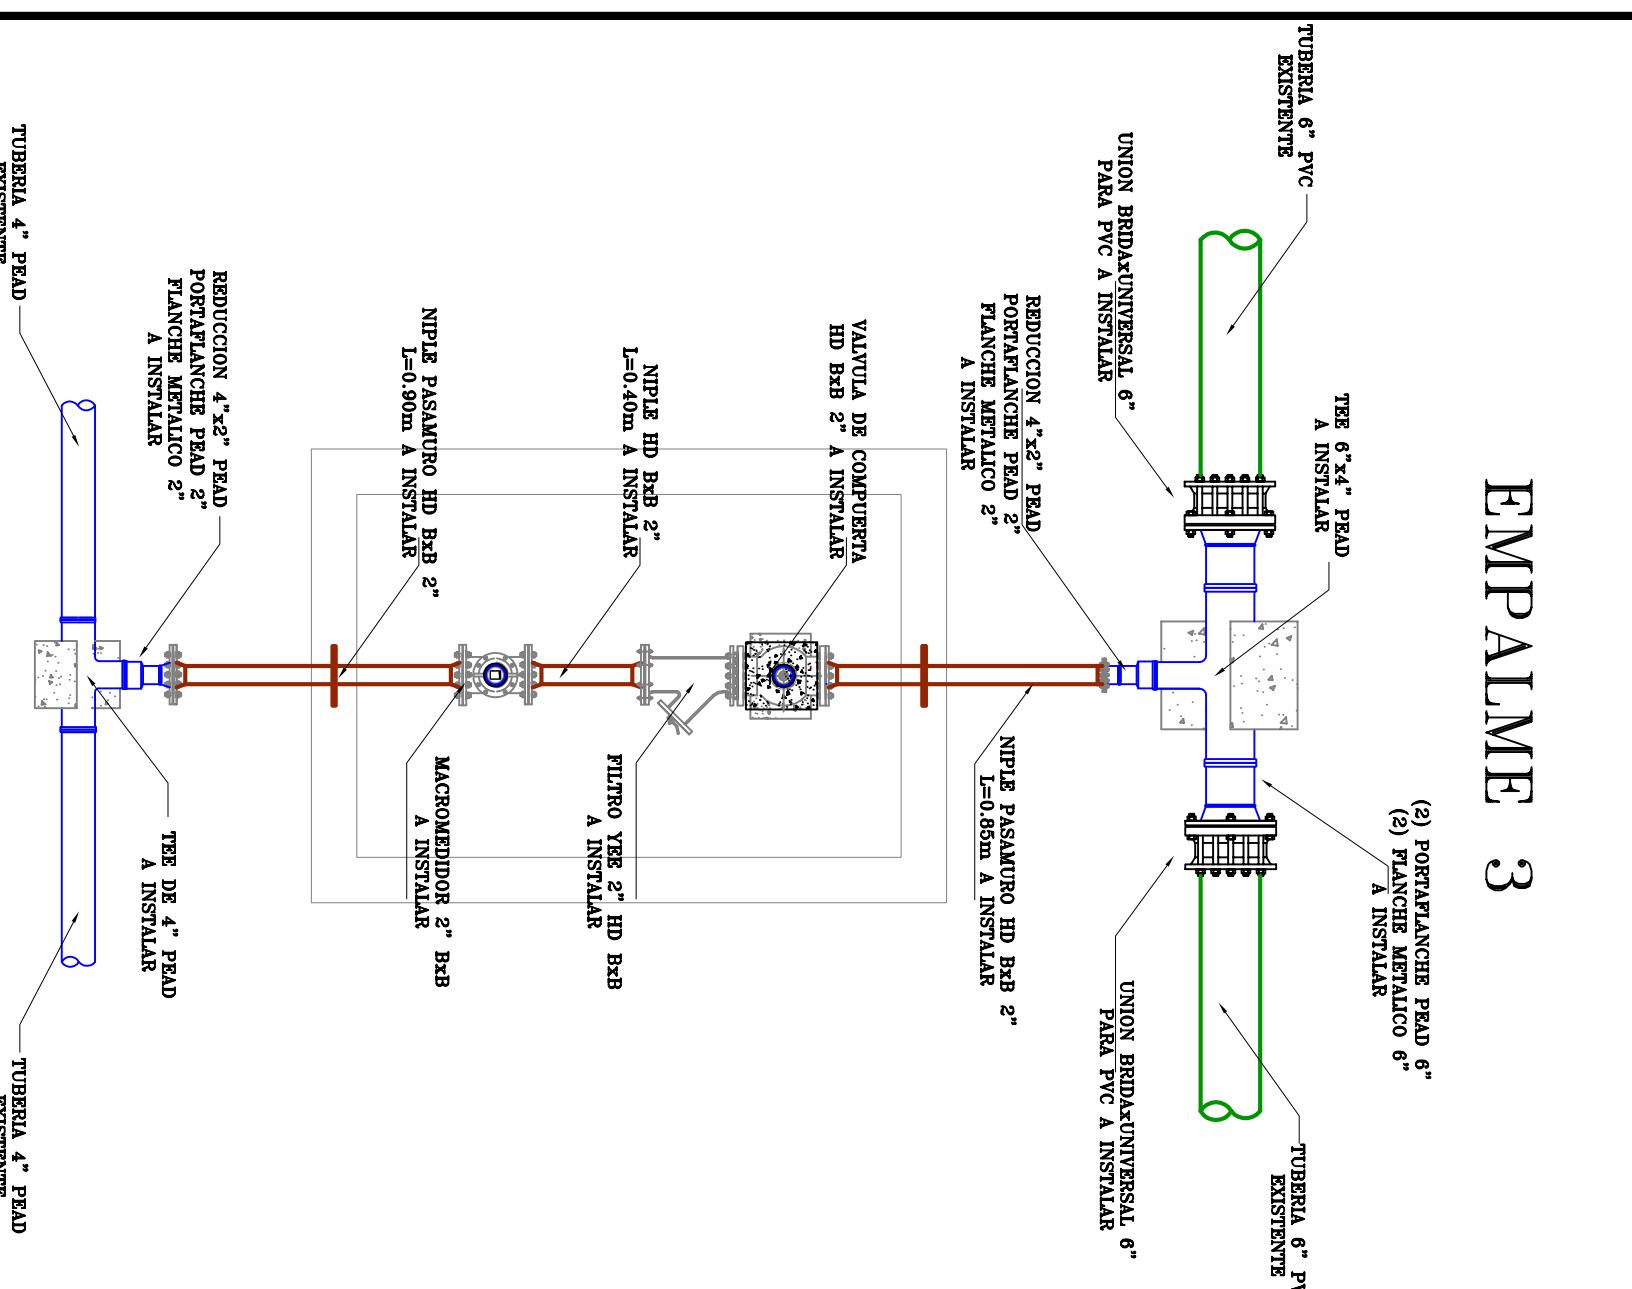 EMPALME 3
TUBERIA 6" PVC
EXISTENTE
TEE 6"x4" PEAD
A INSTALAR
(2) PORTAFLANCHE PEAD 6"
(2) FLANCHE METALICO 6"
A INSTALAR
TUBERIA 6" PV
EXISTENTE
UNION BRIDAxUNIVERSAL 6"
PARA PVC A INSTALAR
UNION BRIDAxUNIVERSAL 6"
PARA PVC A INSTALAR
REDUCCION 4"x2" PEAD
PORTAFLANCHE PEAD 2"
FLANCHE METALICO 2"
A INSTALAR
NIPLE PASAMURO HD BxB 2"
L=0.85m A INSTALAR
VALVULA DE COMPUERTA
HD BxB 2" A INSTALAR
NIPLE HD BxB 2"
L=0.40m A INSTALAR
FILTRO YEE 2" HD BxB
A INSTALAR
NIPLE PASAMURO HD BxB 2"
L=0.90m A INSTALAR
MACROMEDIDOR 2" BxB
A INSTALAR
REDUCCION 4"x2" PEAD
PORTAFLANCHE PEAD 2"
FLANCHE METALICO 2"
A INSTALAR
TEE DE 4" PEAD
A INSTALAR
TUBERIA 4" PEAD
EXISTENTE
TUBERIA 4" PEAD
EXISTENTE